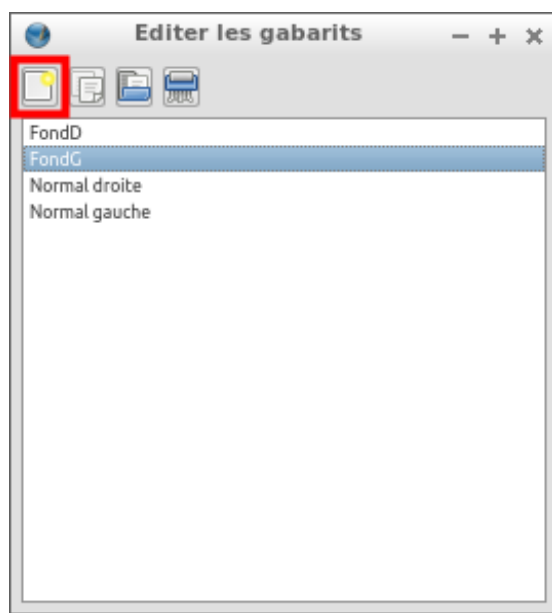 Editer les gabarits
FondD
FondG
Normal droite
Normal gauche